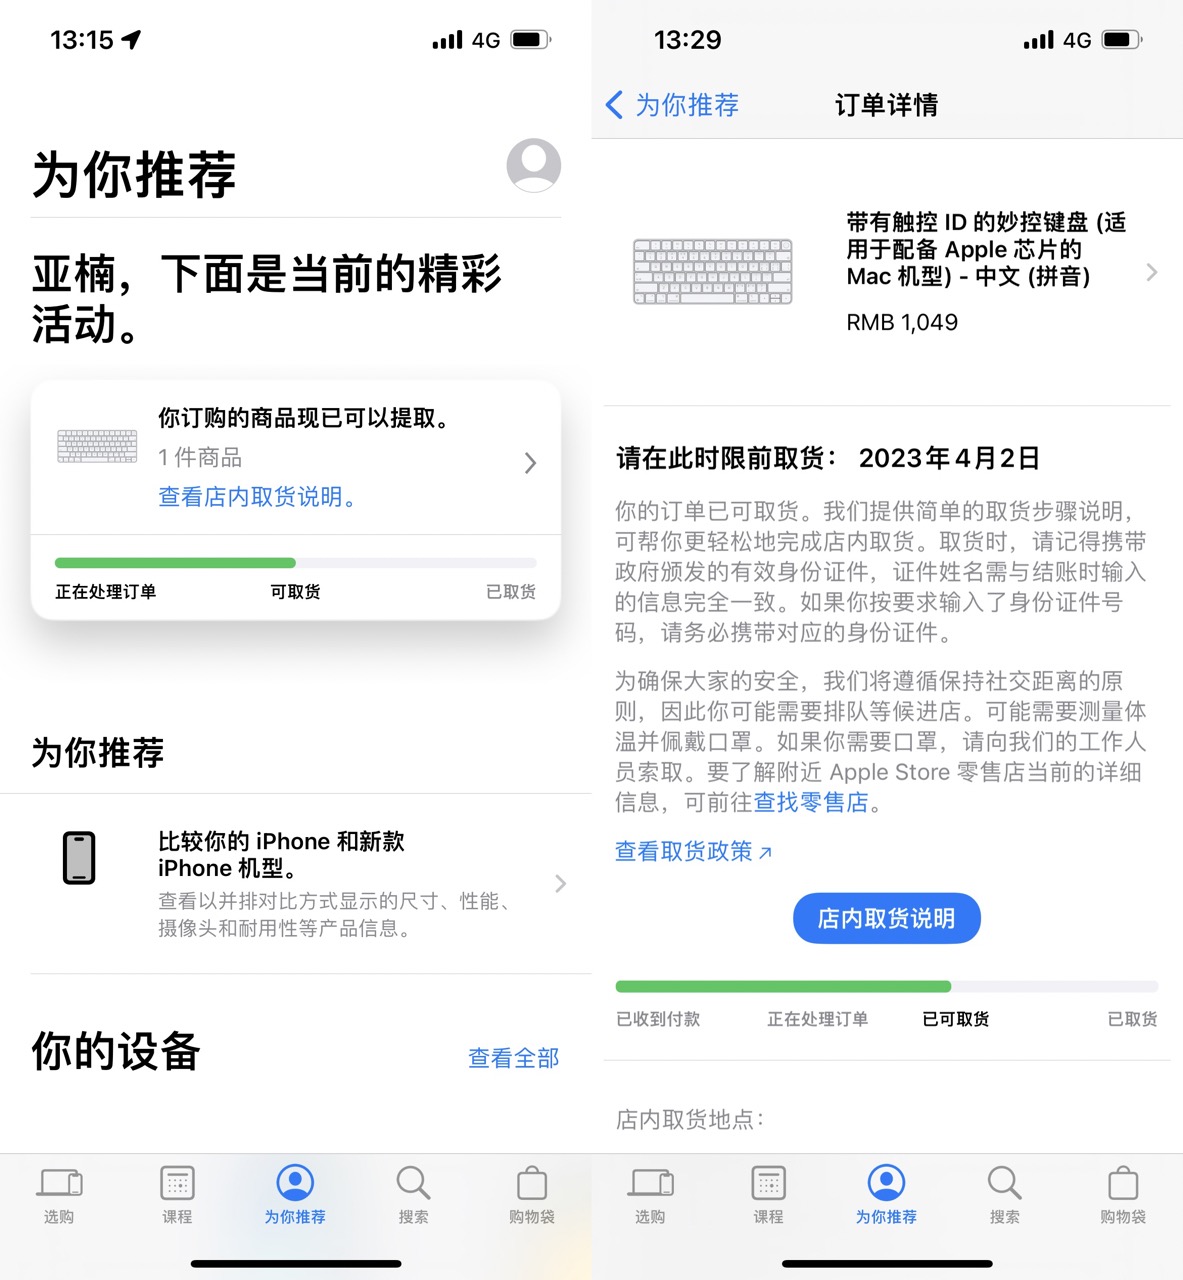 13:15
4G
为你推荐
亚楠，下面是当前的精彩
活动。
你订购的商品现已可以提取。
1 件商品
查看店内取货说明。
正在处理订单
可取货
已取货
为你推荐
比较你的 iPhone 和新款
iPhone 机型。
查看以并排对比方式显示的尺寸、性能、
摄像头和耐用性等产品信息。
你的设备
查看全部
选购
课程
为你推荐
搜索
购物袋
13:29
4G
为你推荐
订单详情
带有触控 ID 的妙控键盘 (适
用于配备 Apple 芯片的
Mac 机型) - 中文 (拼音)
RMB 1,049
请在此时限前取货： 2023年4月2日
你的订单已可取货。我们提供简单的取货步骤说明，
可帮你更轻松地完成店内取货。取货时，请记得携带
政府颁发的有效身份证件，证件姓名需与结账时输入
的信息完全一致。如果你按要求输入了身份证件号
码，请务必携带对应的身份证件。
为确保大家的安全，我们将遵循保持社交距离的原
则，因此你可能需要排队等候进店。可能需要测量体
温并佩戴口罩。如果你需要口罩，请向我们的工作人
员索取。要了解附近 Apple Store 零售店当前的详细
信息，可前往查找零售店。
查看取货政策 ↗
店内取货说明
已收到付款
正在处理订单
已可取货
已取货
店内取货地点：
选购
课程
为你推荐
搜索
购物袋